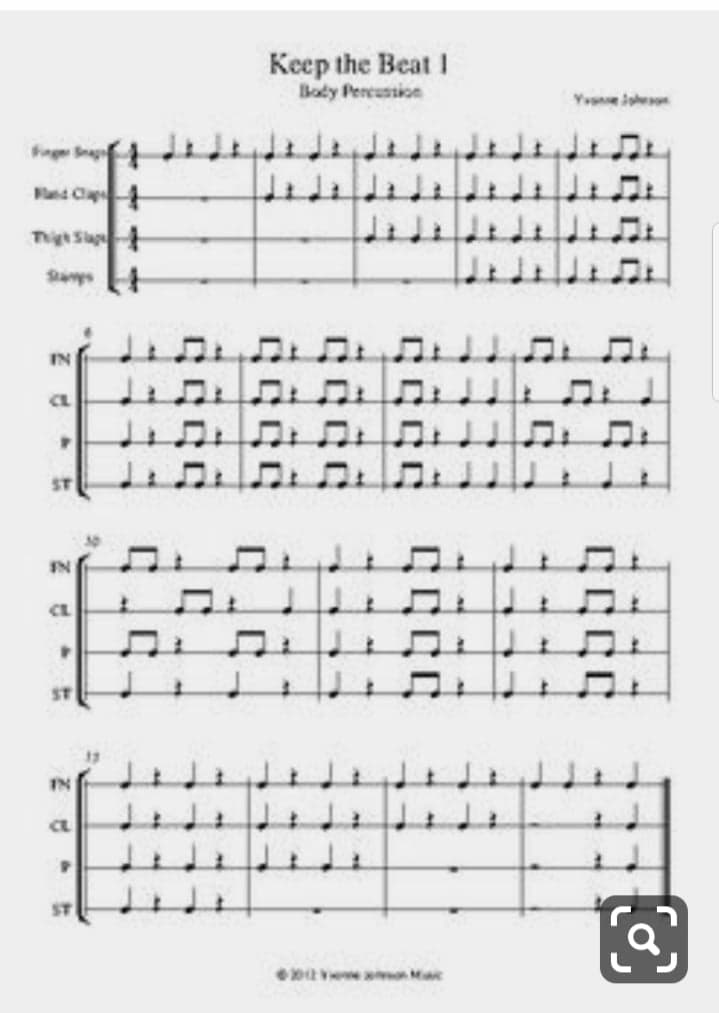 Keep the Beat 1
Body Percussion
Yvonne Johnson
Finger Snaps
Hand Claps
Thigh Slaps
Stamps
6
FN
CL
P
ST
10
FN
CL
P
ST
13
FN
CL
P
ST
© 2012 Yvonne Johnson Music